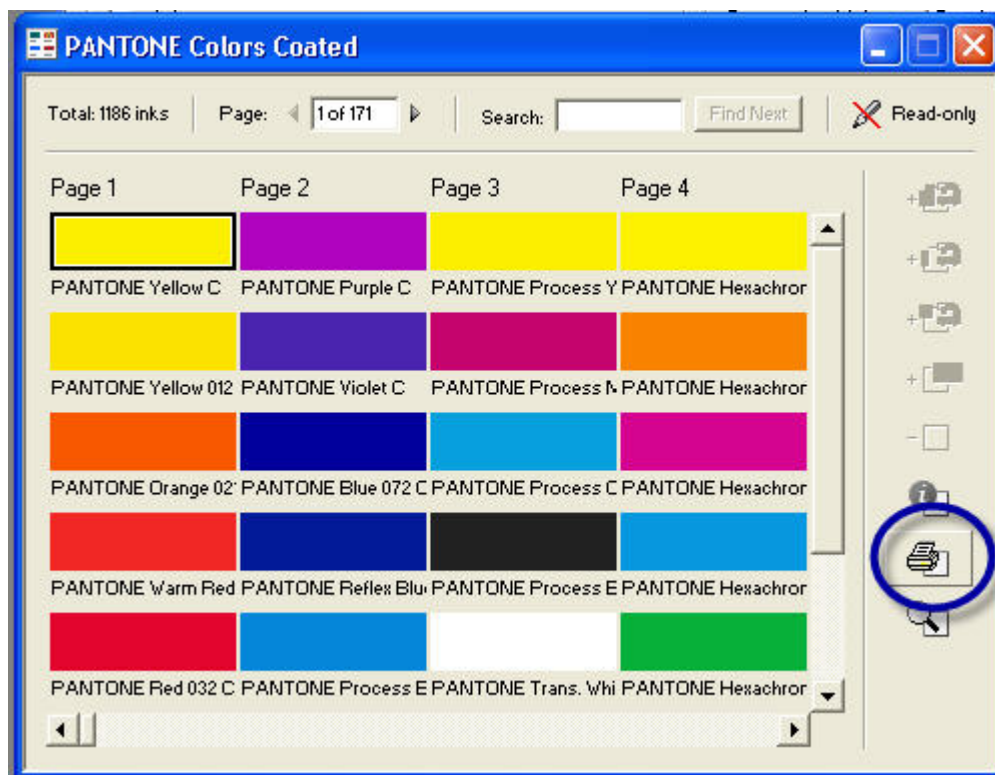 PANTONE Colors Coated
Total: 1186 inks Page: 1 of 171 Search: Find Next Read-only
Page 1 Page 2 Page 3 Page 4
PANTONE Yellow C PANTONE Purple C PANTONE Process Y PANTONE Hexachror
PANTONE Yellow 012 PANTONE Violet C PANTONE Process M PANTONE Hexachror
PANTONE Orange 02 PANTONE Blue 072 C PANTONE Process C PANTONE Hexachror
PANTONE Warm Red PANTONE Reflex Blu PANTONE Process E PANTONE Hexachror
PANTONE Red 032 C PANTONE Process E PANTONE Trans. Whi PANTONE Hexachror